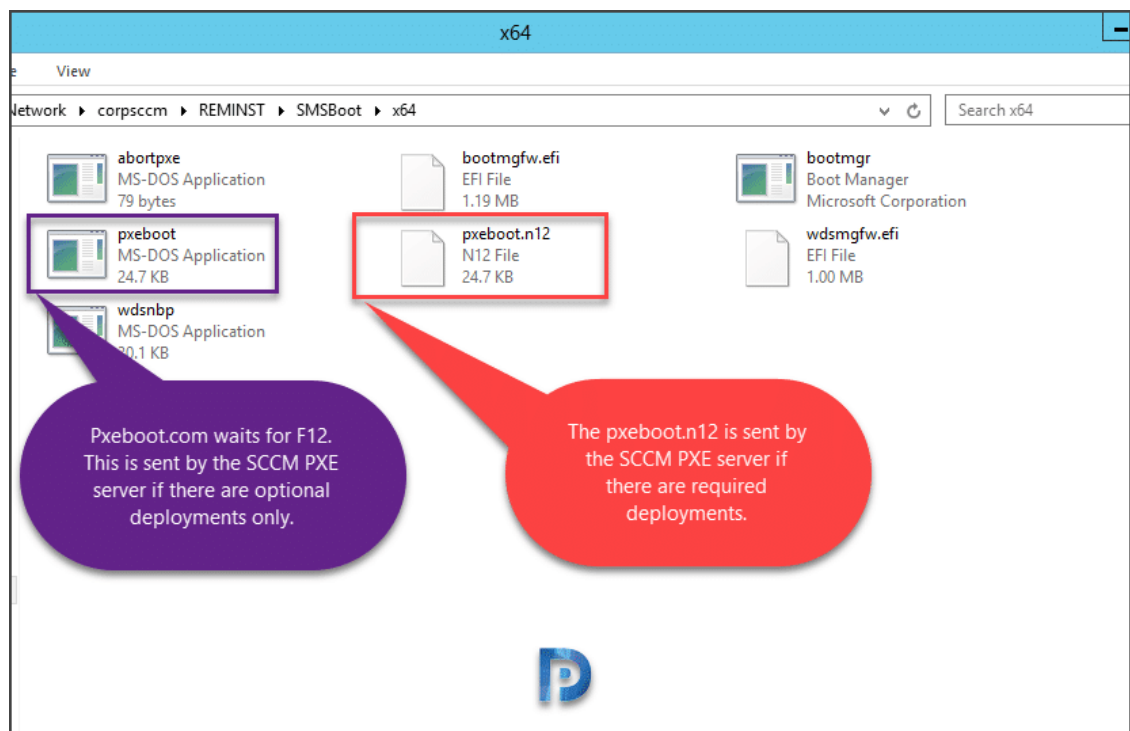 x64
e View
Network ▸ corpsccm ▸ REMINST ▸ SMSBoot ▸ x64
Search x64
abortpxe
MS-DOS Application
79 bytes
bootmgfw.efi
EFI File
1.19 MB
bootmgr
Boot Manager
Microsoft Corporation
pxeboot
MS-DOS Application
24.7 KB
pxeboot.n12
N12 File
24.7 KB
wdsmgfw.efi
EFI File
1.00 MB
wdsnbp
MS-DOS Application
30.1 KB
Pxeboot.com waits for F12.
This is sent by the SCCM PXE
server if there are optional
deployments only.
The pxeboot.n12 is sent by
the SCCM PXE server if
there are required
deployments.